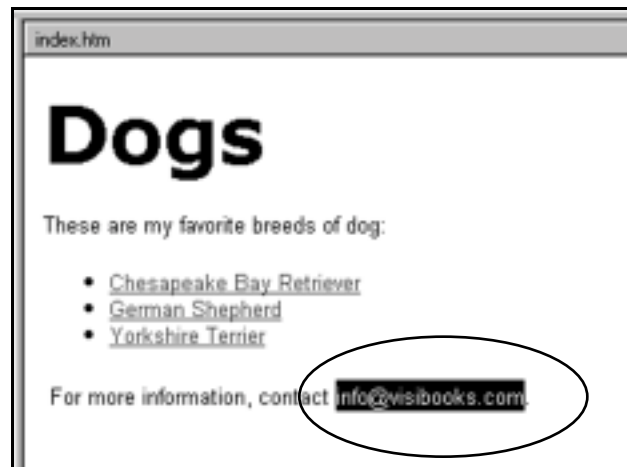 index.htm
Dogs
These are my favorite breeds of dog:
• Chesapeake Bay Retriever
• German Shepherd
• Yorkshire Terrier
For more information, contact info@visibooks.com.